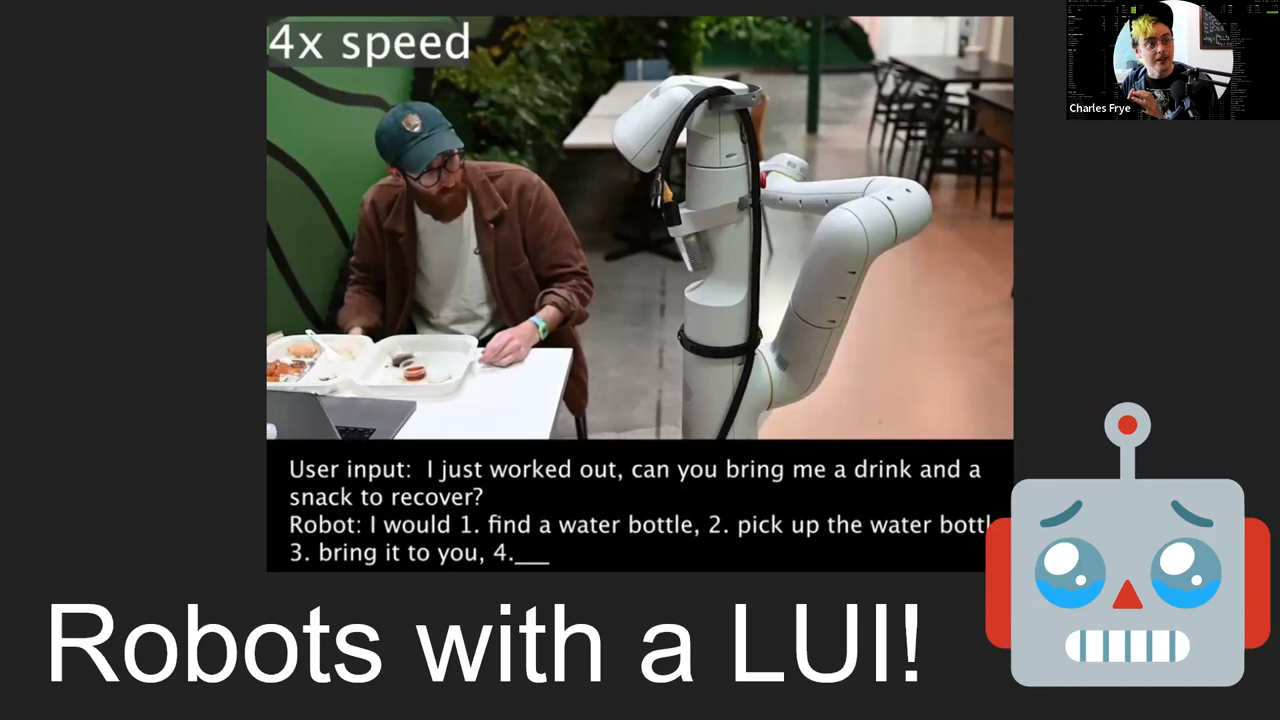 4x speed
Charles Frye
User input: I just worked out, can you bring me a drink and a
snack to recover?
Robot: I would 1. find a water bottle, 2. pick up the water bottl
3. bring it to you, 4.___
Robots with a LUI!